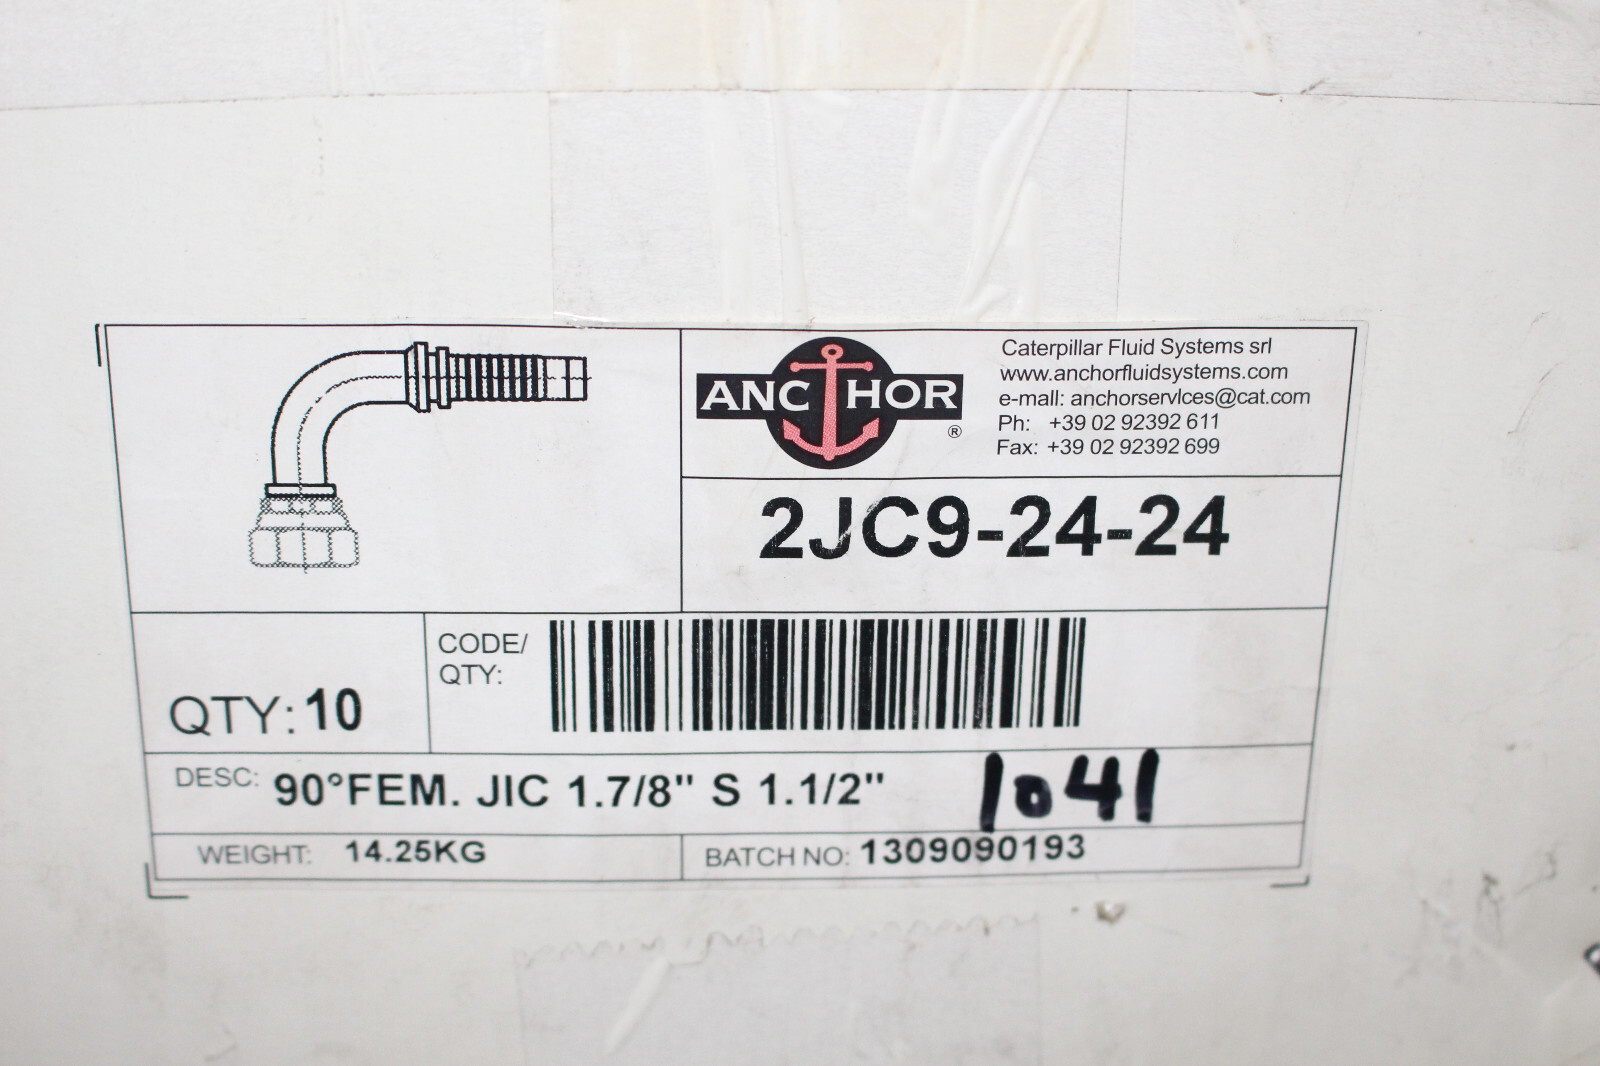 ANCHOR
®
Caterpillar Fluid Systems srl
www.anchorfluidsystems.com
e-mail: anchorservices@cat.com
Ph: +39 02 92392 611
Fax: +39 02 92392 699
2JC9-24-24
QTY: 10
CODE/
QTY:
DESC: 90°FEM. JIC 1.7/8" S 1.1/2"
1041
WEIGHT: 14.25KG
BATCH NO: 1309090193